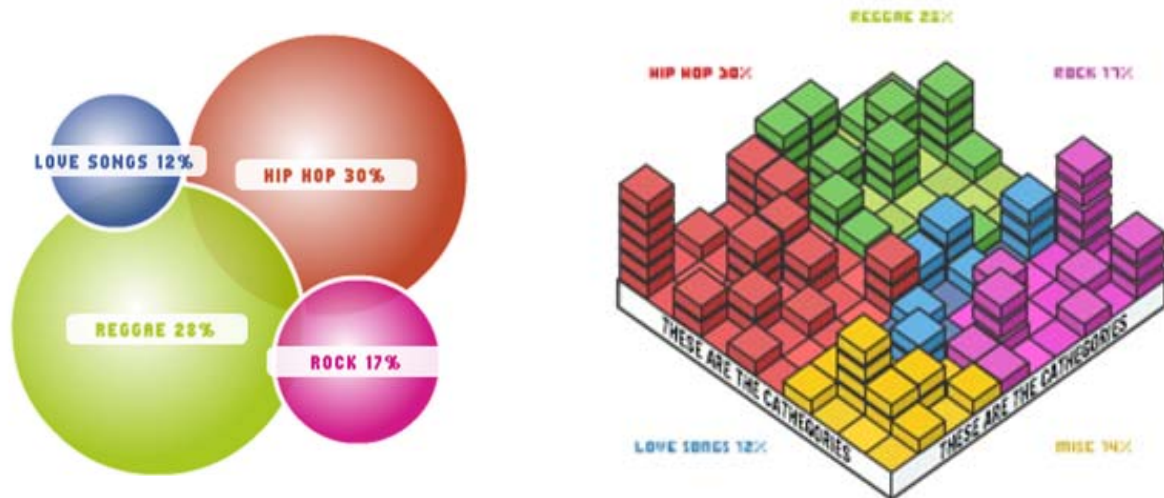 LOVE SONGS 12%
HIP HOP 30%
REGGAE 28%
ROCK 17%
REGGAE 28%
HIP HOP 30%
ROCK 17%
THESE ARE THE CATHEGORIES
THESE ARE THE CATHEGORIES
LOVE SONGS 12%
MISC 14%